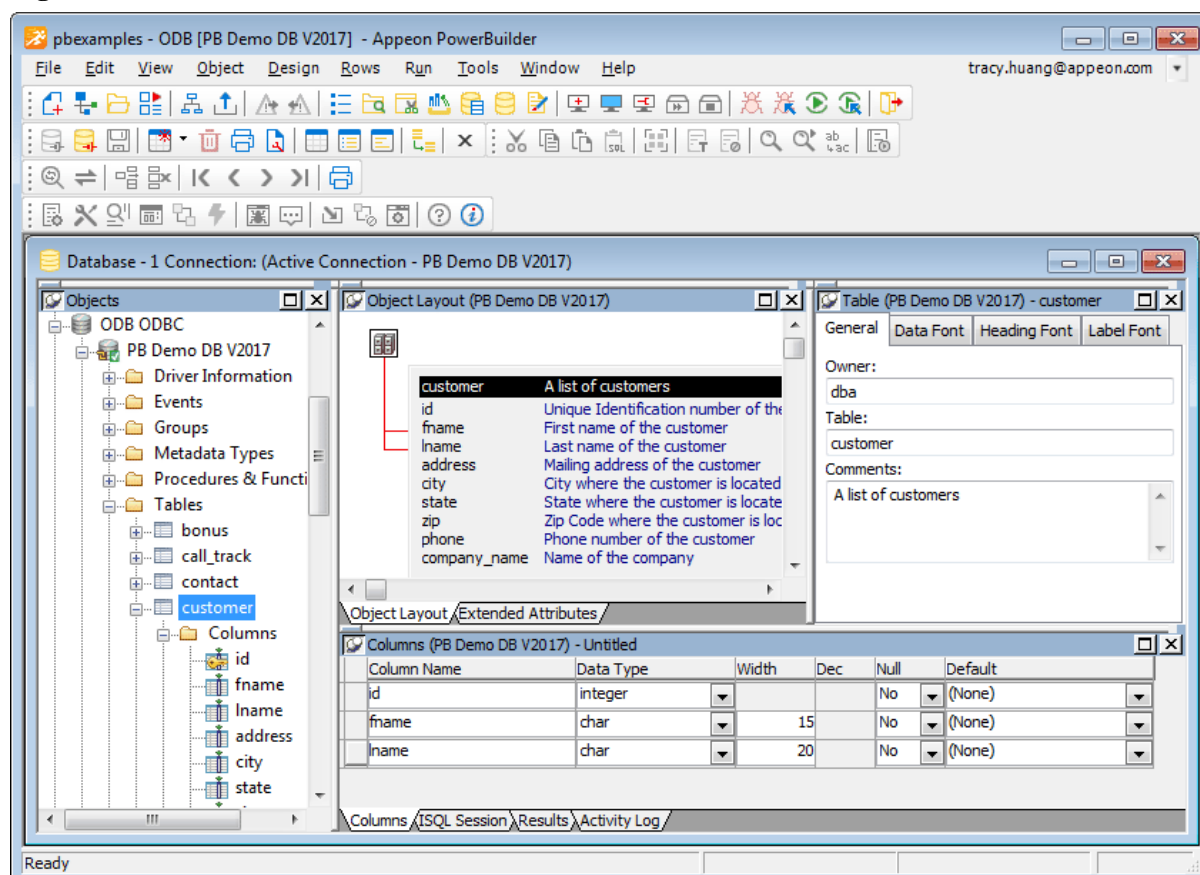 pbexamples - ODB [PB Demo DB V2017] - Appeon PowerBuilder
File Edit View Object Design Rows Run Tools Window Help tracy.huang@appeon.com
Database - 1 Connection: (Active Connection - PB Demo DB V2017)
Objects
ODB ODBC
PB Demo DB V2017
Driver Information
Events
Groups
Metadata Types
Procedures & Functi
Tables
bonus
call_track
contact
customer
Columns
id
fname
lname
address
city
state
Object Layout (PB Demo DB V2017)
customer A list of customers
id Unique Identification number of the
fname First name of the customer
lname Last name of the customer
address Mailing address of the customer
city City where the customer is located
state State where the customer is locate
zip Zip Code where the customer is loc
phone Phone number of the customer
company_name Name of the company
Object Layout Extended Attributes
Table (PB Demo DB V2017) - customer
General Data Font Heading Font Label Font
Owner:
dba
Table:
customer
Comments:
A list of customers
Columns (PB Demo DB V2017) - Untitled
Column Name Data Type Width Dec Null Default
id integer No (None)
fname char 15 No (None)
lname char 20 No (None)
Columns ISQL Session Results Activity Log
Ready